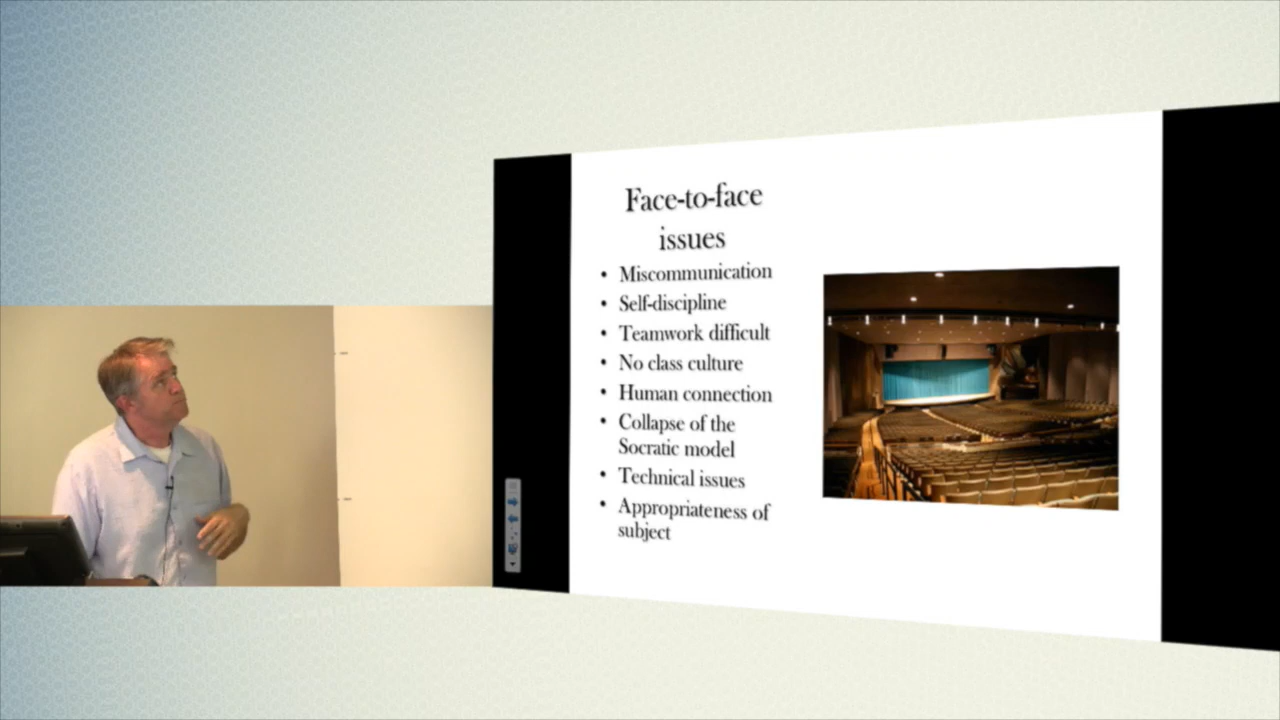 Face-to-face
issues
• Miscommunication
• Self-discipline
• Teamwork difficult
• No class culture
• Human connection
• Collapse of the
Socratic model
• Technical issues
• Appropriateness of
subject